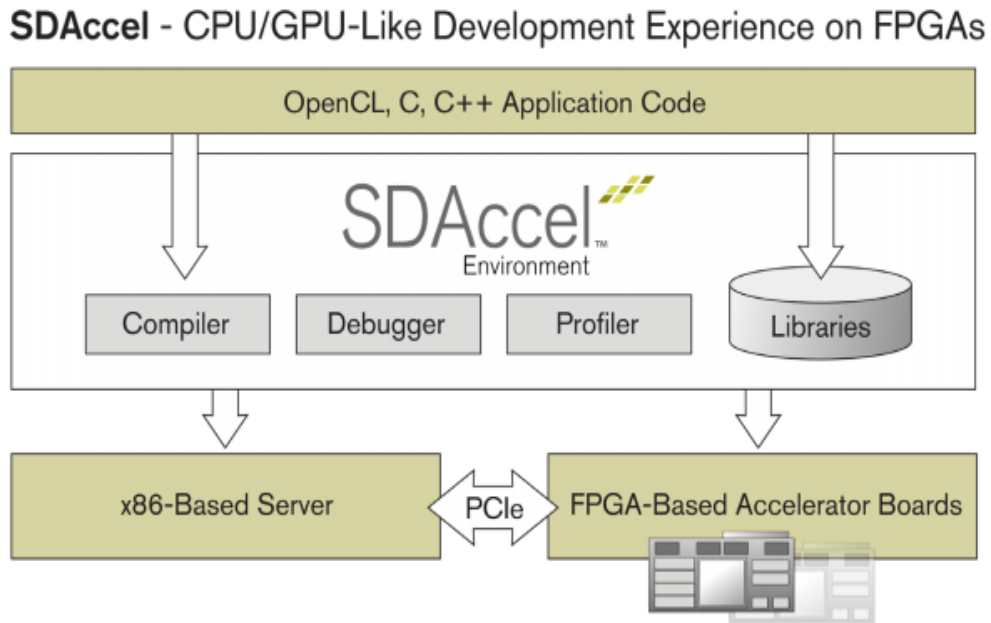 SDAccel - CPU/GPU-Like Development Experience on FPGAs
OpenCL, C, C++ Application Code
SDAccel™
Environment
Compiler
Debugger
Profiler
Libraries
x86-Based Server
PCIe
FPGA-Based Accelerator Boards